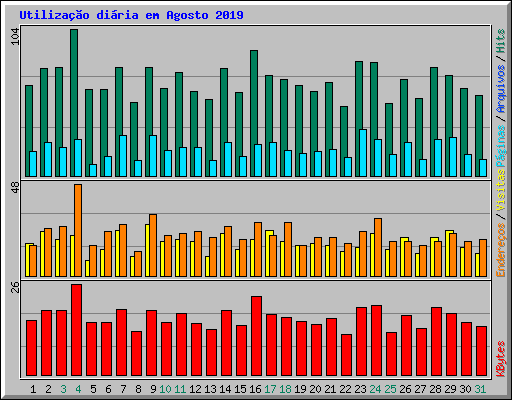 Utilização diária em Agosto 2019
104
48
26
Endereços / Visitas Páginas / Arquivos / Hits
KBytes
1 2 3 4 5 6 7 8 9 10 11 12 13 14 15 16 17 18 19 20 21 22 23 24 25 26 27 28 29 30 31